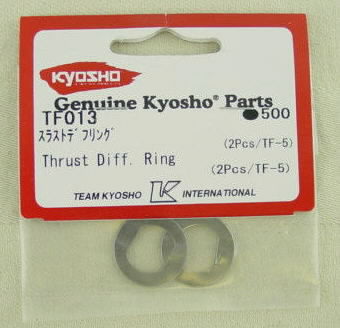 KYOSHO
Genuine Kyosho® Parts
TF013
●500
ｽﾗｽﾄﾃﾞﾌﾘﾝｸﾞ
(2Pcs/TF-5)
Thrust Diff. Ring
(2Pcs/TF-5)
TEAM KYOSHO K INTERNATIONAL